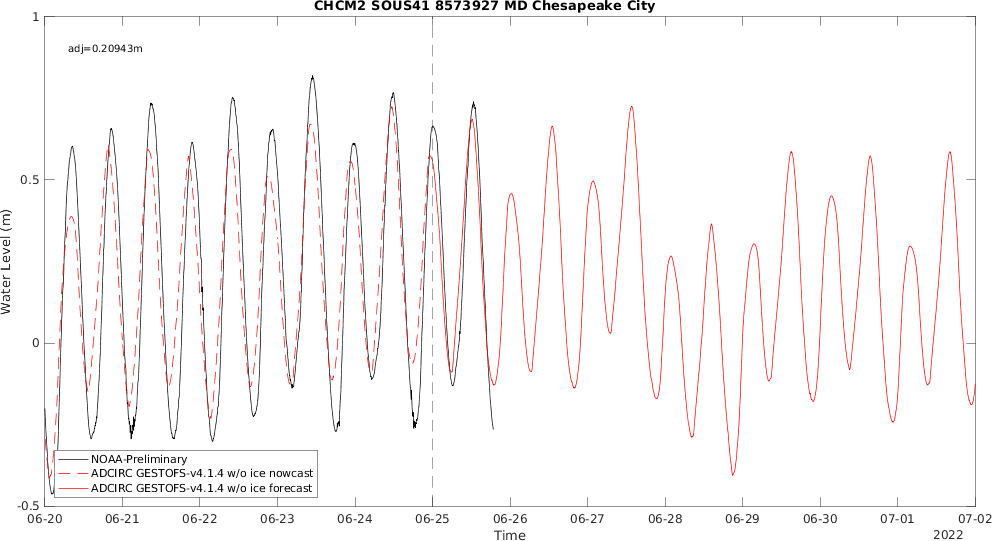 CHCM2 SOUS41 8573927 MD Chesapeake City
adj=0.20943m
1
0.5
0
-0.5
Water Level (m)
NOAA-Preliminary
ADCIRC GESTOFS-v4.1.4 w/o ice nowcast
ADCIRC GESTOFS-v4.1.4 w/o ice forecast
06-20 06-21 06-22 06-23 06-24 06-25 06-26 06-27 06-28 06-29 06-30 07-01 07-02
Time
2022